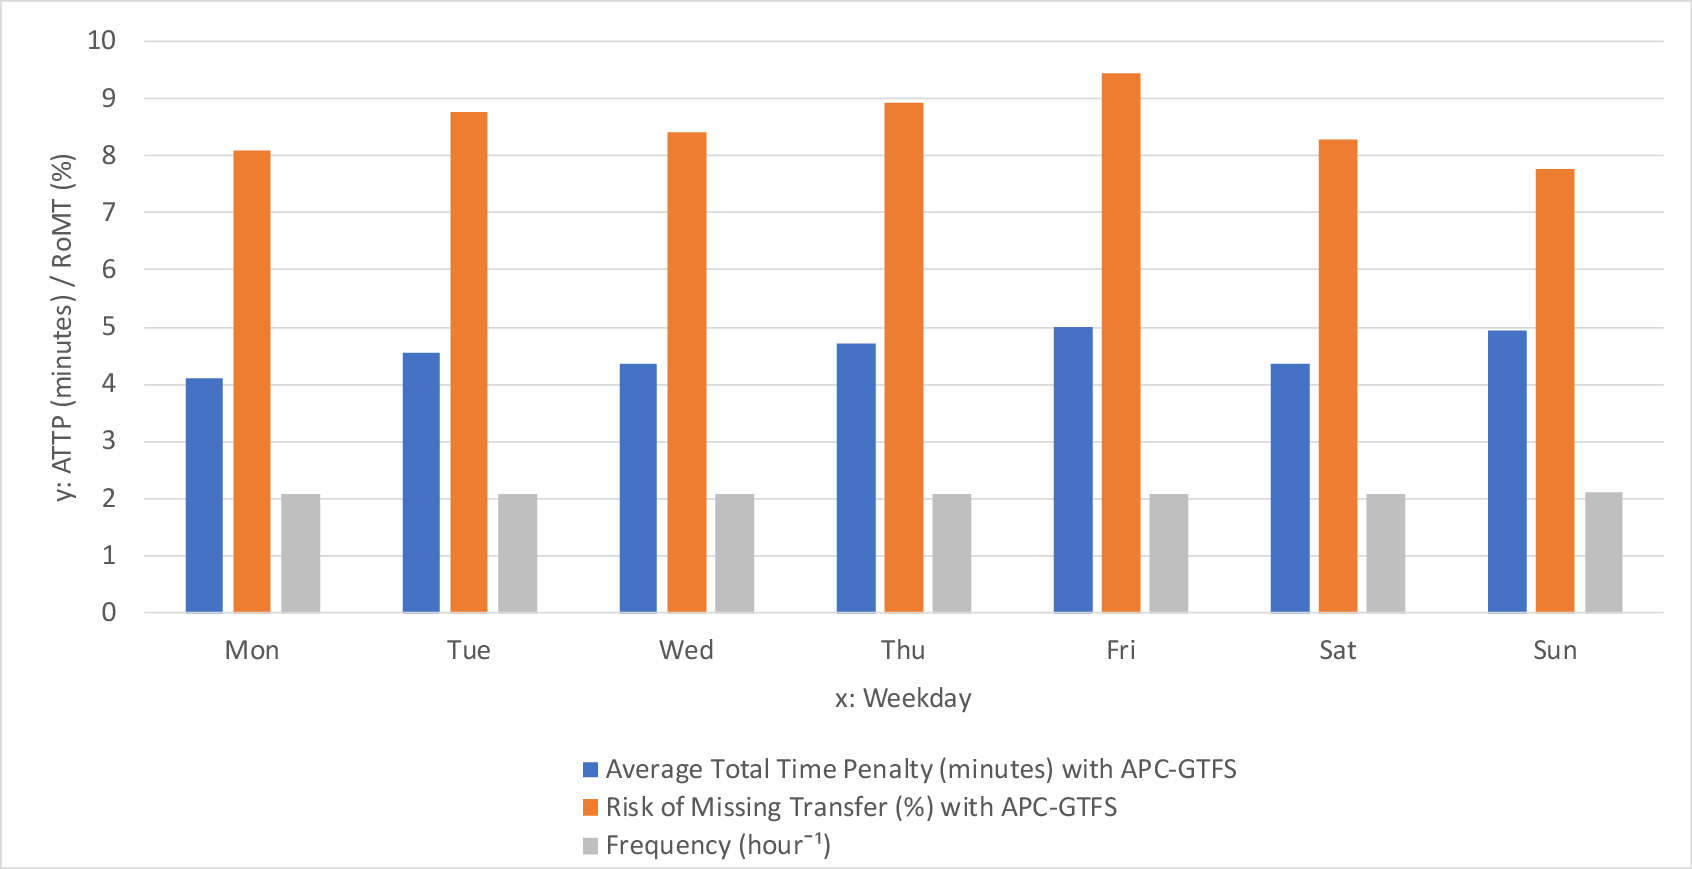 10
9
8
7
6
5
4
3
2
1
0
y: ATTP (minutes) / RoMT (%)
Mon Tue Wed Thu Fri Sat Sun
x: Weekday
Average Total Time Penalty (minutes) with APC-GTFS
Risk of Missing Transfer (%) with APC-GTFS
Frequency (hour⁻¹)